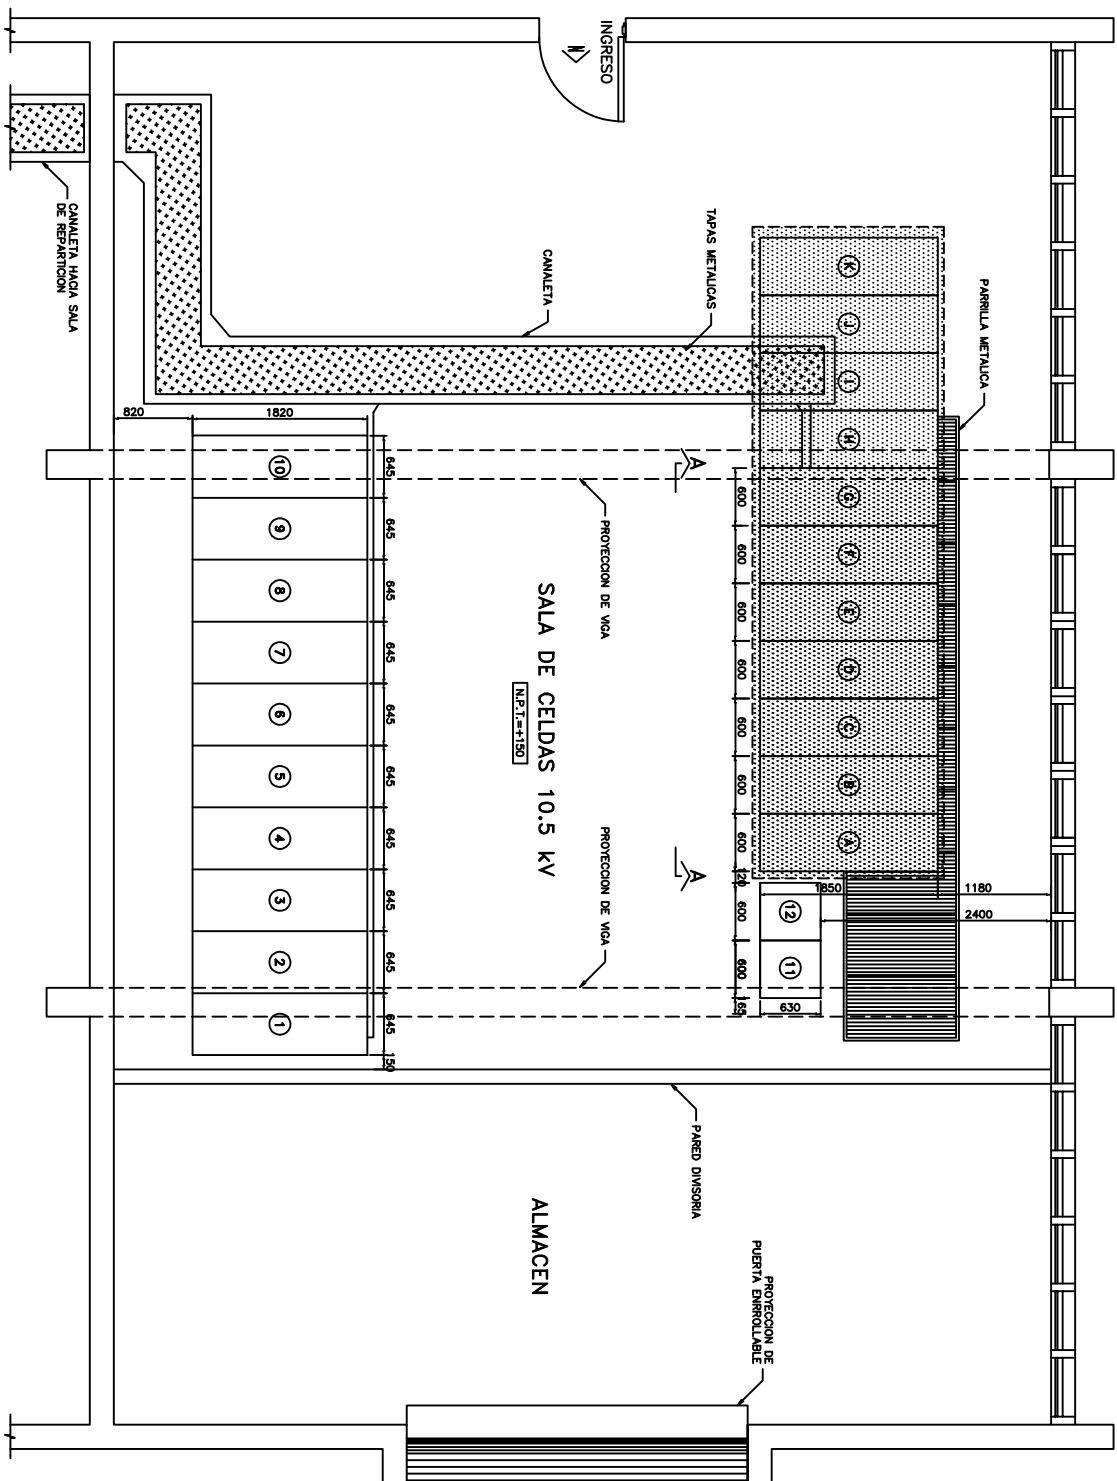 INGRESO
CANALETA HACIA SALA
DE REPARTICION
CANALETA
TAPAS METALICAS
PARRILLA METALICA
K
J
I
H
G
F
E
D
C
B
A
12
11
600
600
600
600
600
600
600
120
600
600
165
1850
1180
2400
630
A
A
PROYECCION DE VIGA
PROYECCION DE VIGA
SALA DE CELDAS 10.5 kV
N.P.T.=+150
820
1820
645
645
645
645
645
645
645
645
645
645
150
10
9
8
7
6
5
4
3
2
1
PARED DIVISORIA
ALMACEN
PROYECCION DE
PUERTA ENRROLLABLE